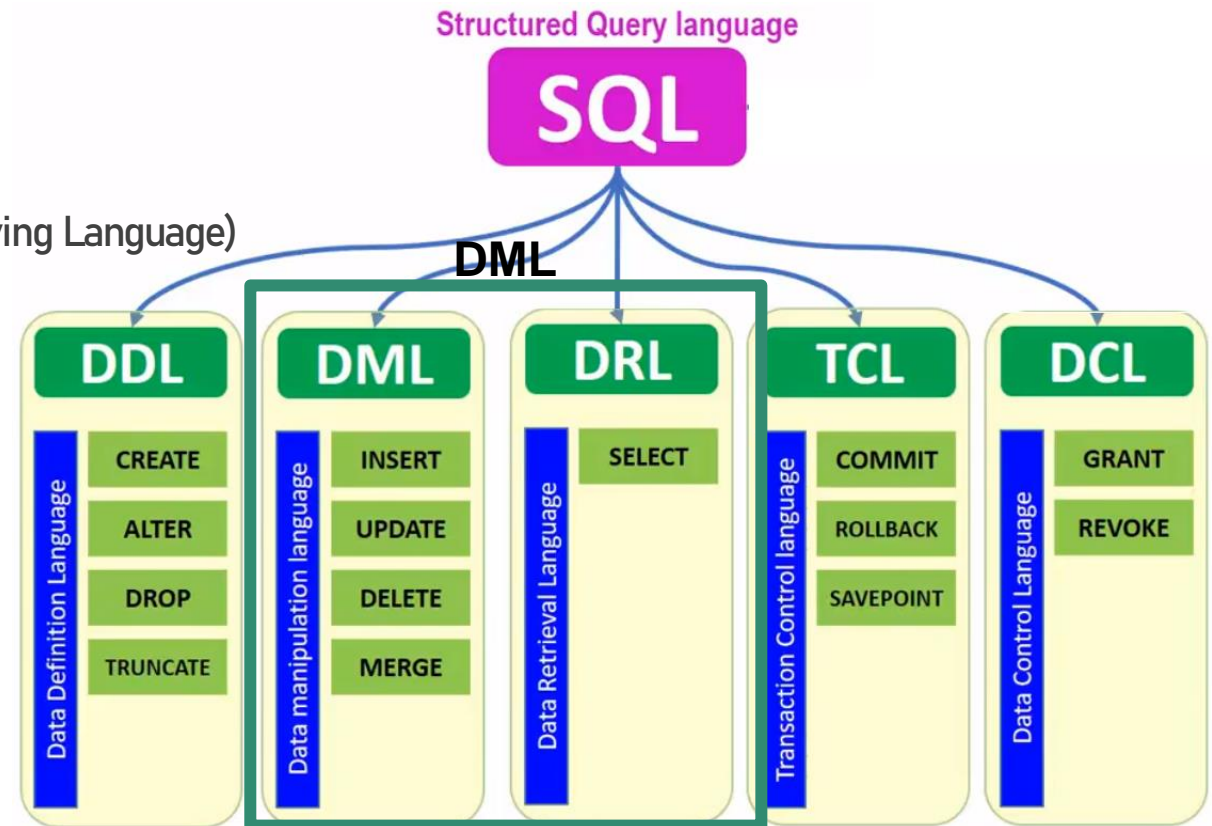 Structured Query language
SQL
ving Language)
DML
DDL
Data Definition Language
CREATE
ALTER
DROP
TRUNCATE
DML
Data manipulation language
INSERT
UPDATE
DELETE
MERGE
DRL
Data Retrieval Language
SELECT
TCL
Transaction Control language
COMMIT
ROLLBACK
SAVEPOINT
DCL
Data Control Language
GRANT
REVOKE